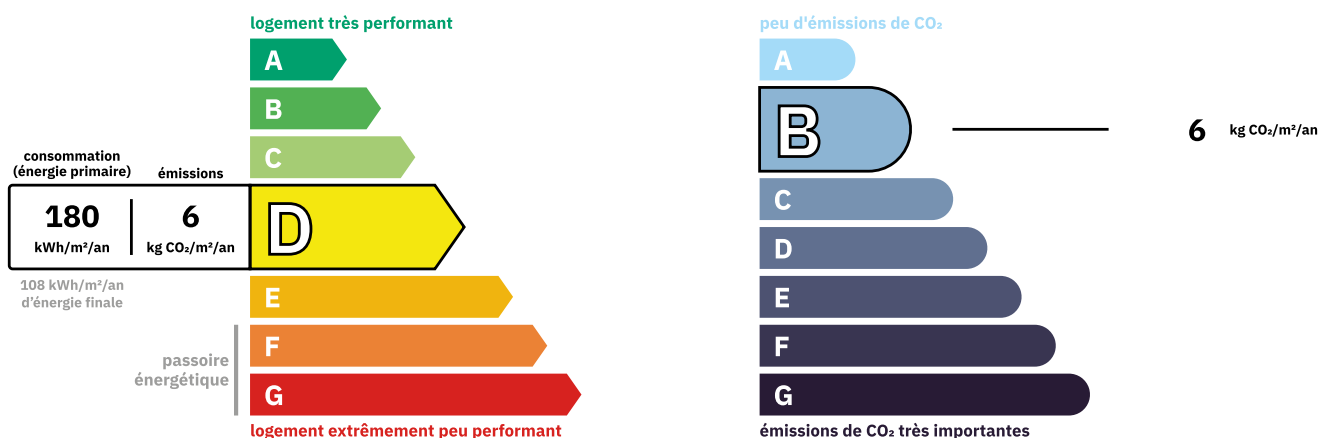 logement très performant
A
B
C
consommation
(énergie primaire)
émissions
180
kWh/m²/an
6
kg CO₂/m²/an
D
108 kWh/m²/an
d'énergie finale
E
passoire
énergétique
F
G
logement extrêmement peu performant
peu d'émissions de CO₂
A
B
6 kg CO₂/m²/an
C
D
E
F
G
émissions de CO₂ très importantes